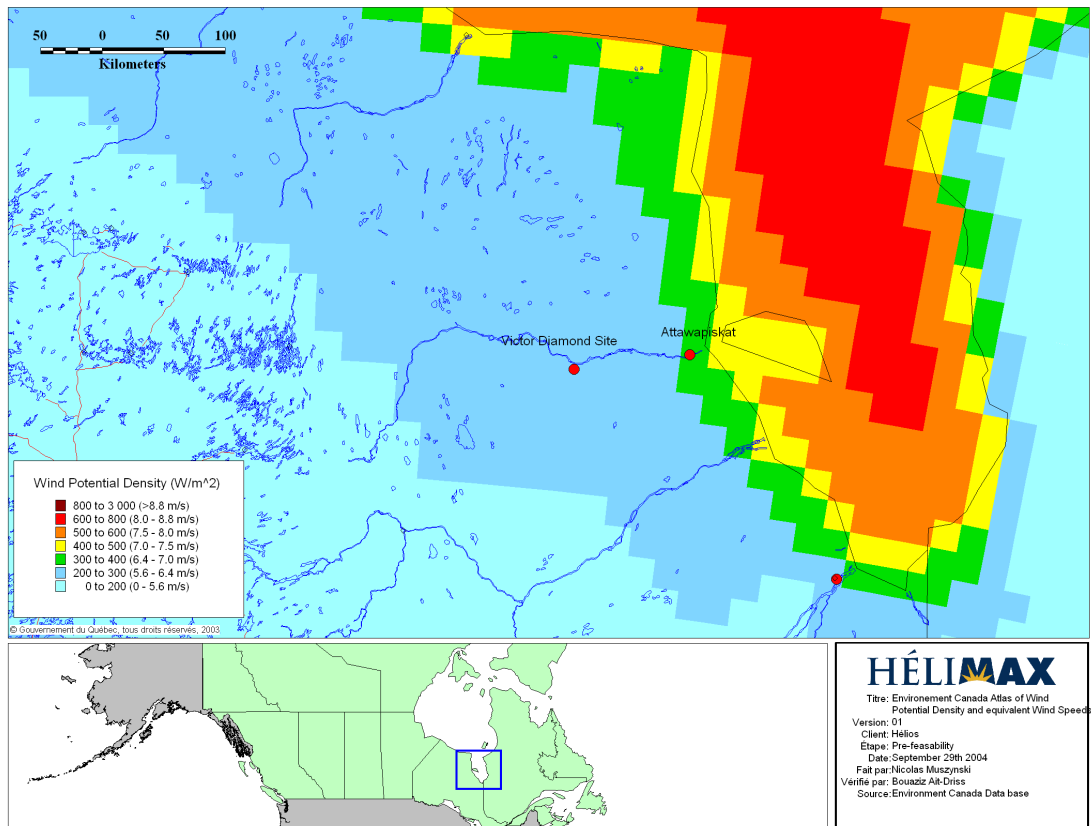 50 0 50 100
Kilometers
Attawapiskat
Victor Diamond Site
Wind Potential Density (W/m^2)
800 to 3 000 (>8.8 m/s)
600 to 800 (8.0 - 8.8 m/s)
500 to 600 (7.5 - 8.0 m/s)
400 to 500 (7.0 - 7.5 m/s)
300 to 400 (6.4 - 7.0 m/s)
200 to 300 (5.6 - 6.4 m/s)
0 to 200 (0 - 5.6 m/s)
© Gouvernement du Québec, tous droits réservés, 2003
HÉLIMAX
Titre: Environement Canada Atlas of Wind
Potential Density and equivalent Wind Speeds
Version: 01
Client: Hélios
Étape: Pre-feasability
Date: September 29th 2004
Fait par: Nicolas Muszynski
Vérifié par: Bouaziz Ait-Driss
Source: Environment Canada Data base